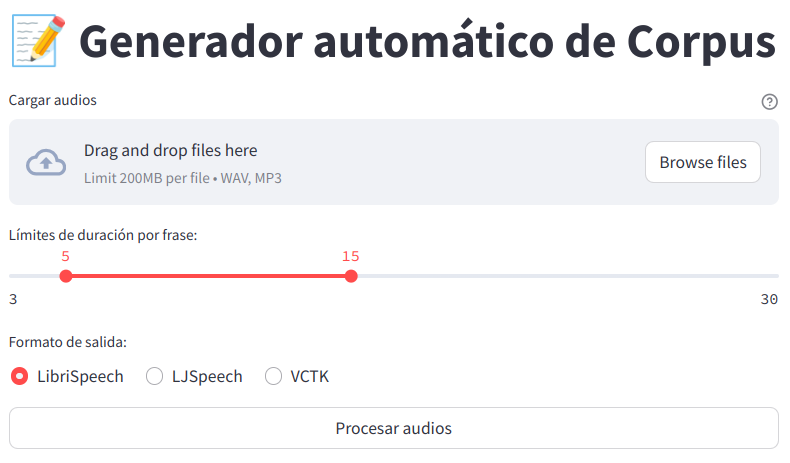 Generador automático de Corpus
Cargar audios
Drag and drop files here
Browse files
Limit 200MB per file • WAV, MP3
Límites de duración por frase:
5 15
3 30
Formato de salida:
LibriSpeech LJSpeech VCTK
Procesar audios